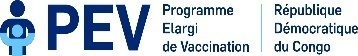 PEV
Programme
Elargi
de Vaccination
République
Démocratique
du Congo